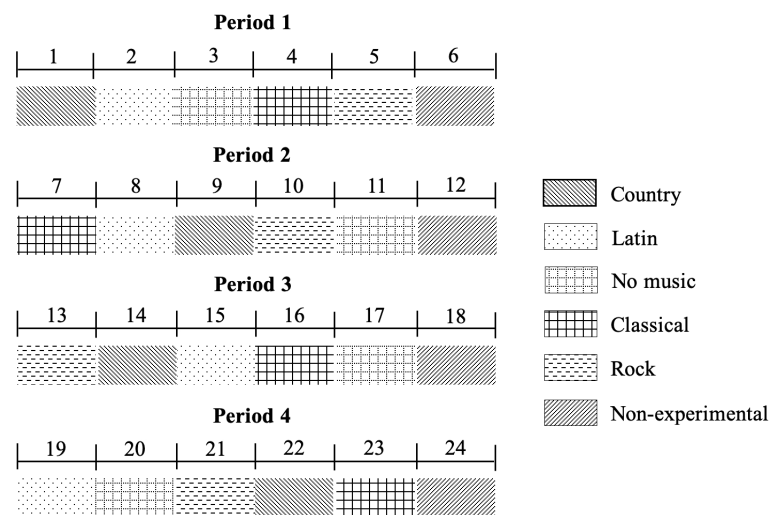 Period 1
1 2 3 4 5 6
Period 2
7 8 9 10 11 12
Country
Latin
Period 3
No music
13 14 15 16 17 18
Classical
Rock
Period 4
Non-experimental
19 20 21 22 23 24